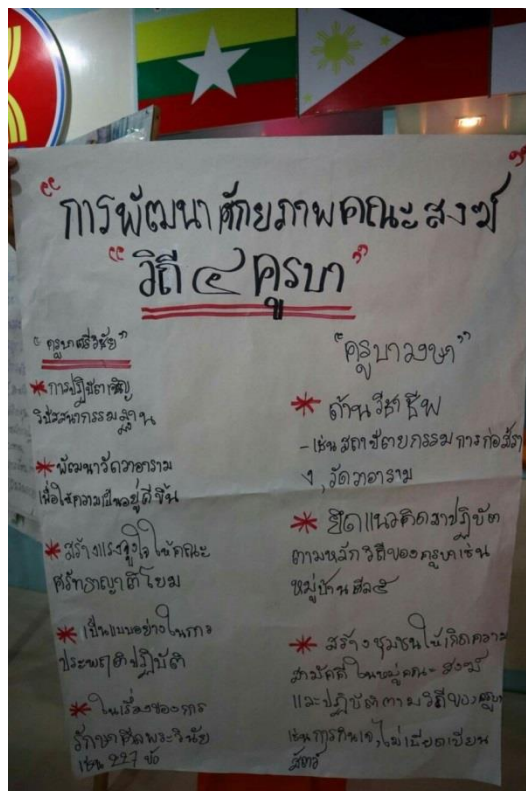 "การพัฒนาศักยภาพคณะสงฆ์"
"วิถี ๔ ครูบา"
"ครูบาศรีวิชัย"
* การปฏิบัติเจริญ
วิปัสสนากรรมฐาน
* พัฒนาวัดวาอาราม
เพื่อให้ความเป็นอยู่ดีขึ้น
* สร้างแรงจูงใจให้คณะ
ศรัทธาญาติโยม
* เป็นแบบอย่างในการ
ประพฤติปฏิบัติ
* ในเรื่องของการ
รักษาศีลพระวินัย
เช่น 227 ข้อ
"ครูบาวงษา"
* ด้านวิชาชีพ
- เช่น สถาปัตยกรรม การก่อสร้า
ง, วัดวาอาราม
* ยึดแนวคิดมาปฏิบัติ
ตามหลักวิถีของครูบาเช่น
หมู่บ้านศีล๕
* สร้างชุมชนให้เกิดความ
สามัคคีในหมู่คณะสงฆ์
และปฏิบัติตามวิถีของครูบา
เช่นการกินเจ, ไม่เบียดเบียน
สัตว์